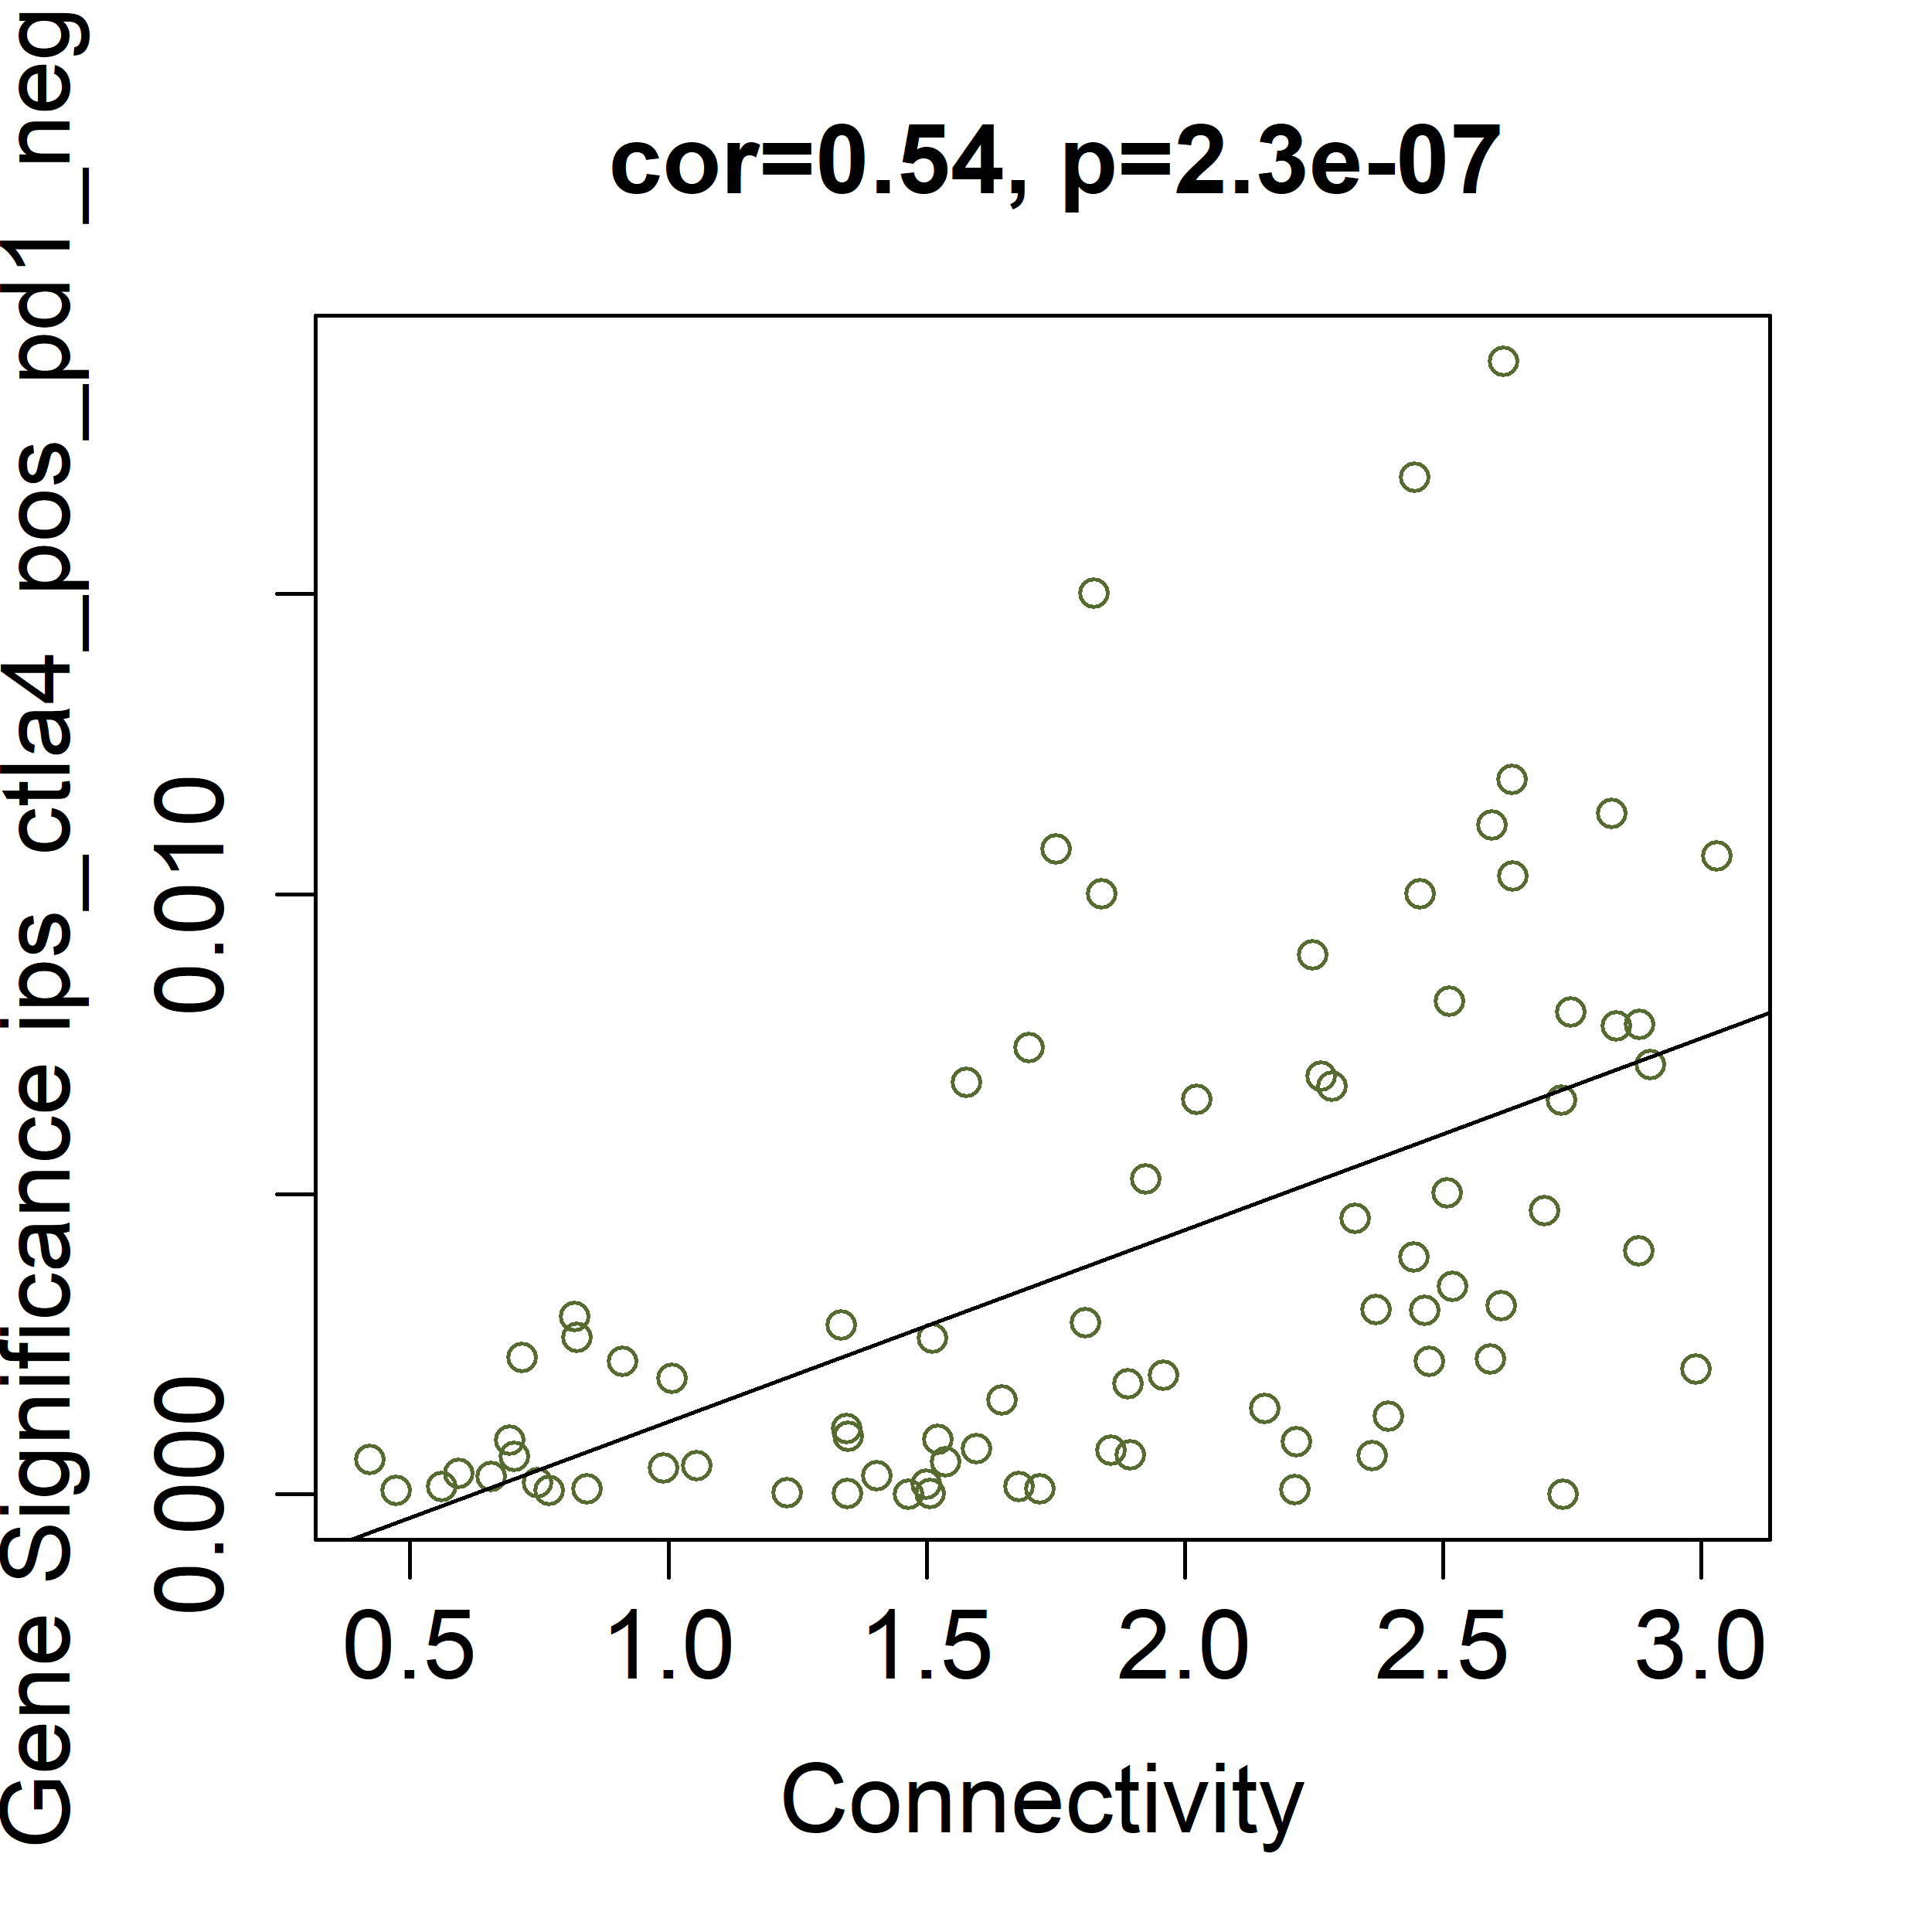 cor=0.54, p=2.3e-07
Gene Significance ips_ctla4_pos_pd1_neg
0.010
0.000
0.5 1.0 1.5 2.0 2.5 3.0
Connectivity